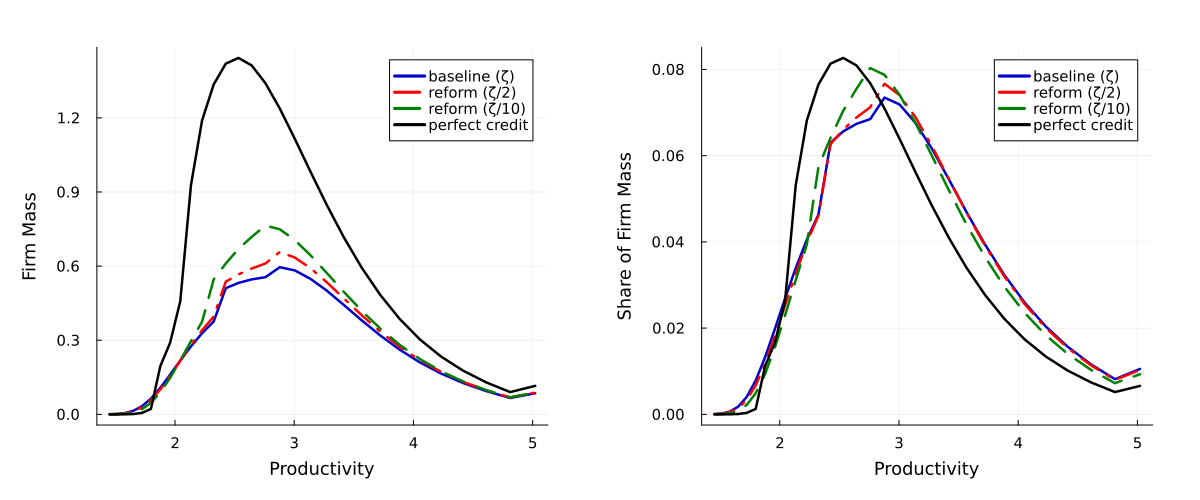 Firm Mass
1.2
0.9
0.6
0.3
0.0
2
3
4
5
Productivity
baseline (ζ)
reform (ζ/2)
reform (ζ/10)
perfect credit
Share of Firm Mass
0.08
0.06
0.04
0.02
0.00
2
3
4
5
Productivity
baseline (ζ)
reform (ζ/2)
reform (ζ/10)
perfect credit